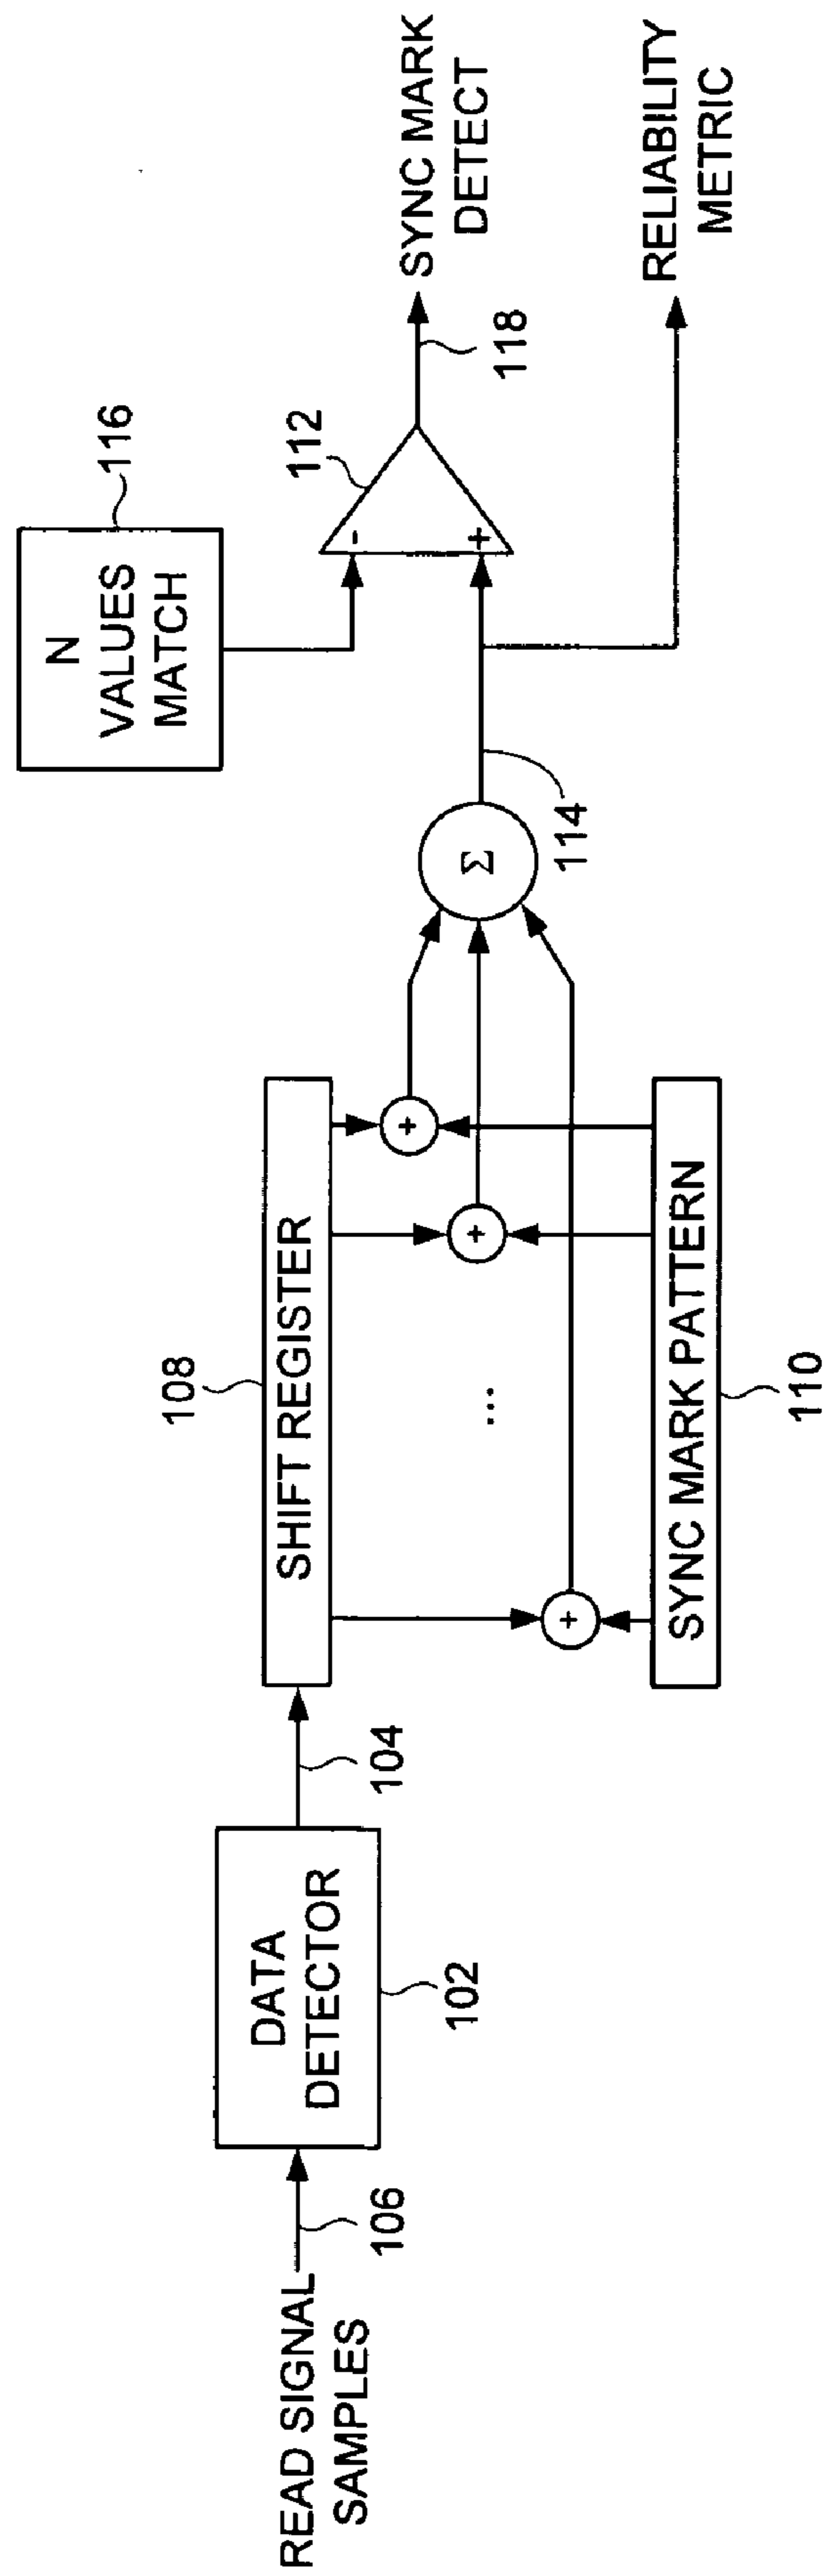 READ SIGNAL
SAMPLES
106
DATA
DETECTOR
102
104
108
SHIFT REGISTER
+
+
+
...
SYNC MARK PATTERN
110
Σ
114
N
VALUES
MATCH
116
112
-
+
118
SYNC MARK
DETECT
RELIABILITY
METRIC